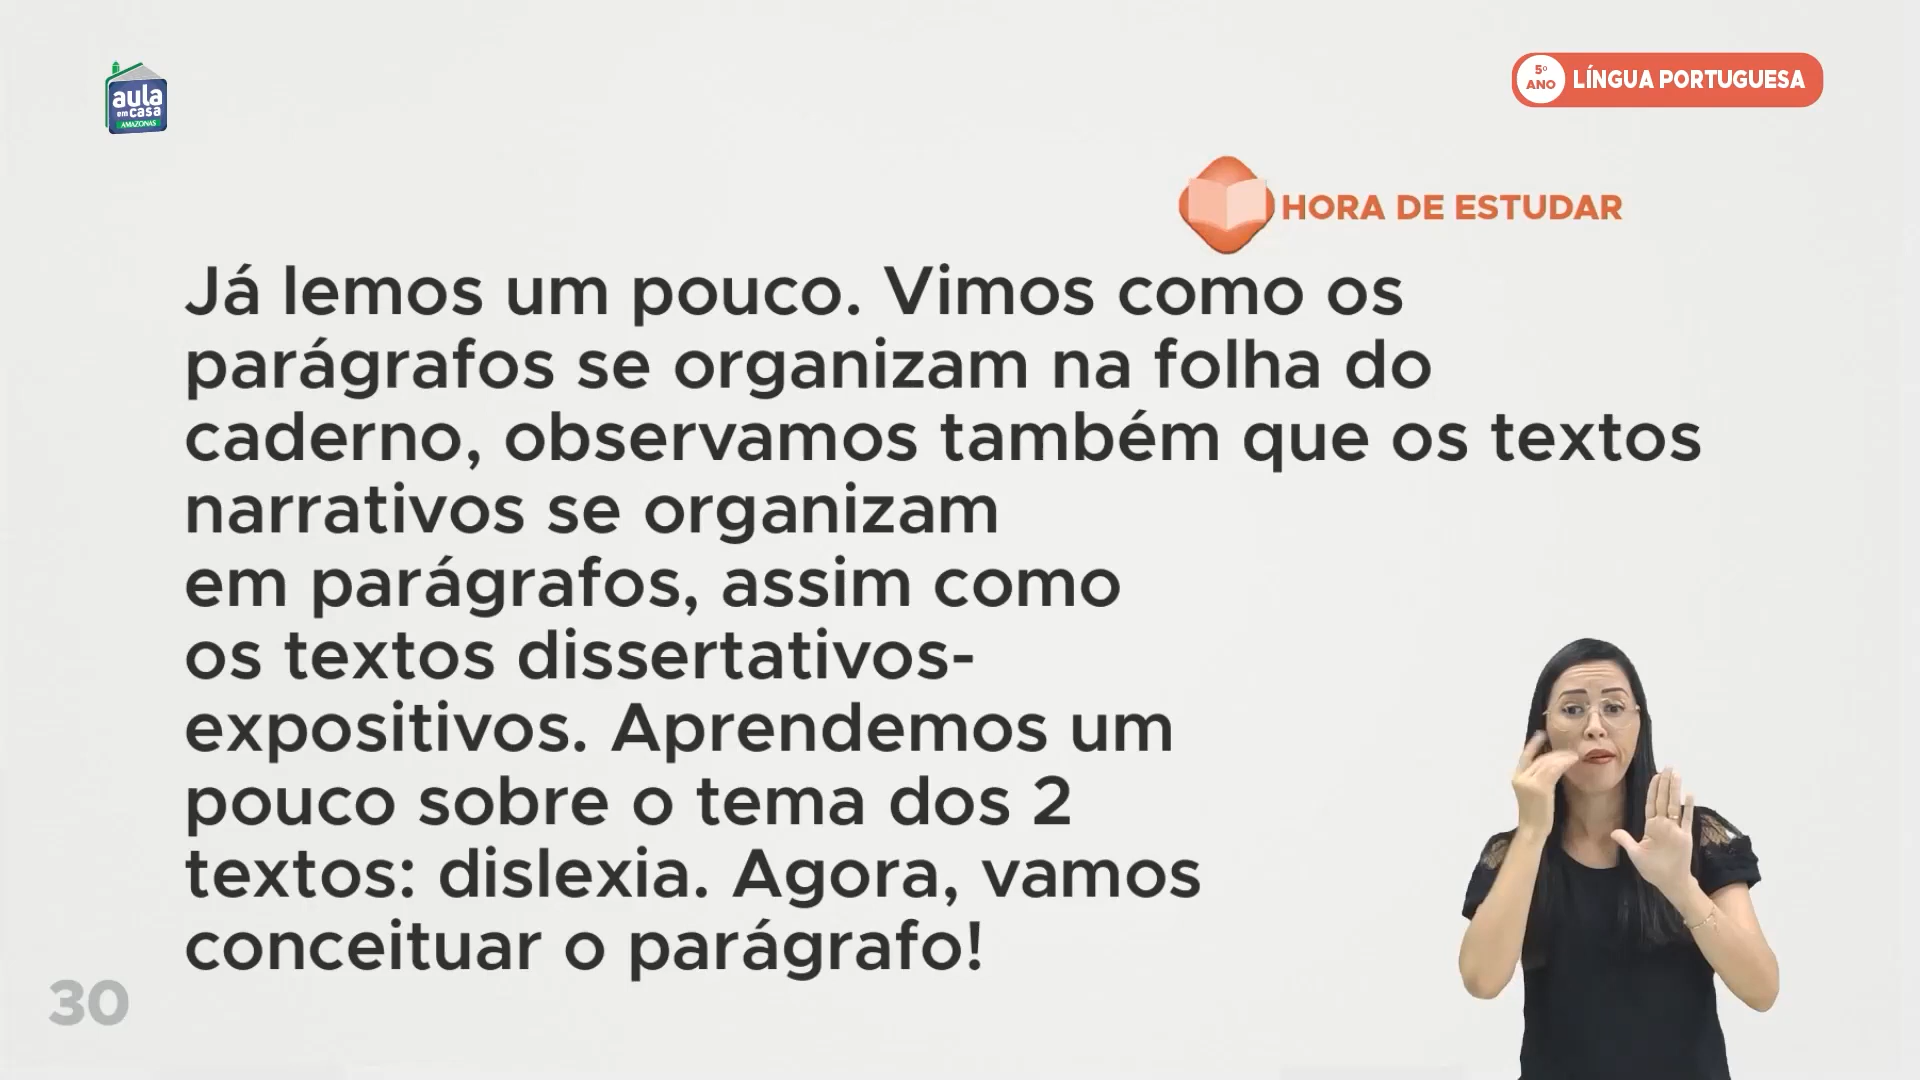 aula
em casa
AMAZONAS
5º
ANO
LÍNGUA PORTUGUESA
HORA DE ESTUDAR
Já lemos um pouco. Vimos como os
parágrafos se organizam na folha do
caderno, observamos também que os textos
narrativos se organizam
em parágrafos, assim como
os textos dissertativos-
expositivos. Aprendemos um
pouco sobre o tema dos 2
textos: dislexia. Agora, vamos
conceituar o parágrafo!
30